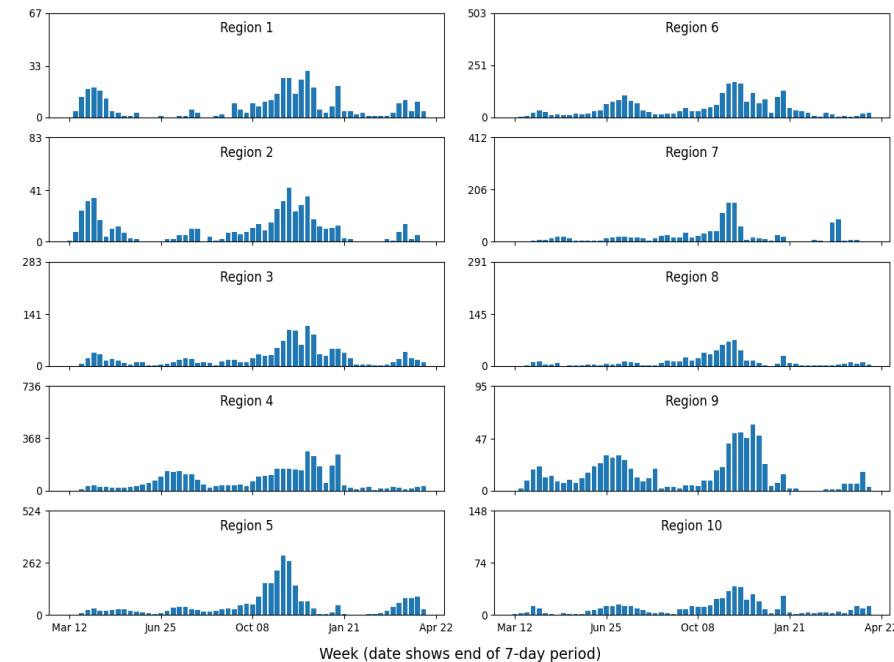 67
33
0
Region 1
503
251
0
Region 6
83
41
0
Region 2
412
206
0
Region 7
283
141
0
Region 3
291
145
0
Region 8
736
368
0
Region 4
95
47
0
Region 9
524
262
0
Region 5
Mar 12 Jun 25 Oct 08 Jan 21 Apr 22
148
74
0
Region 10
Mar 12 Jun 25 Oct 08 Jan 21 Apr 22
Week (date shows end of 7-day period)